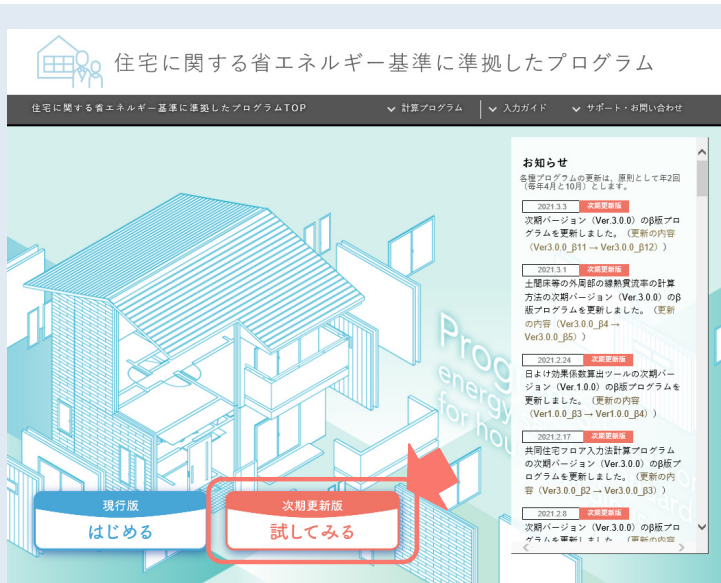 住宅に関する省エネルギー基準に準拠したプログラム
住宅に関する省エネルギー基準に準拠したプログラムTOP
計算プログラム
入力ガイド
サポート・お問い合わせ
お知らせ
各種プログラムの更新は、原則として年2回
（毎年4月と10月）とします。
2021.3.3 次期更新版
次期バージョン（Ver.3.0.0）のβ版プロ
グラムを更新しました。（更新の内容
（Ver3.0.0_β11 → Ver3.0.0_β12））
2021.3.1 次期更新版
土間床等の外周部の線熱貫流率の計算
方法の次期バージョン（Ver.3.0.0）のβ
版プログラムを更新しました。（更新
の内容（Ver3.0.0_β4 →
Ver3.0.0_β5））
2021.2.24 次期更新版
日よけ効果係数算出ツールの次期バー
ジョン（Ver.1.0.0）のβ版プログラムを
更新しました。（更新の内容
（Ver1.0.0_β3 → Ver1.0.0_β4））
2021.2.17 次期更新版
共同住宅フロア入力法計算プログラム
の次期バージョン（Ver.3.0.0）のβ版プ
ログラムを更新しました。（更新の内
容（Ver3.0.0_β2 → Ver3.0.0_β3））
2021.2.8 次期更新版
次期バージョン（Ver.3.0.0）のβ版プロ
グラムを更新しました。（更新の内容
現行版
はじめる
次期更新版
試してみる